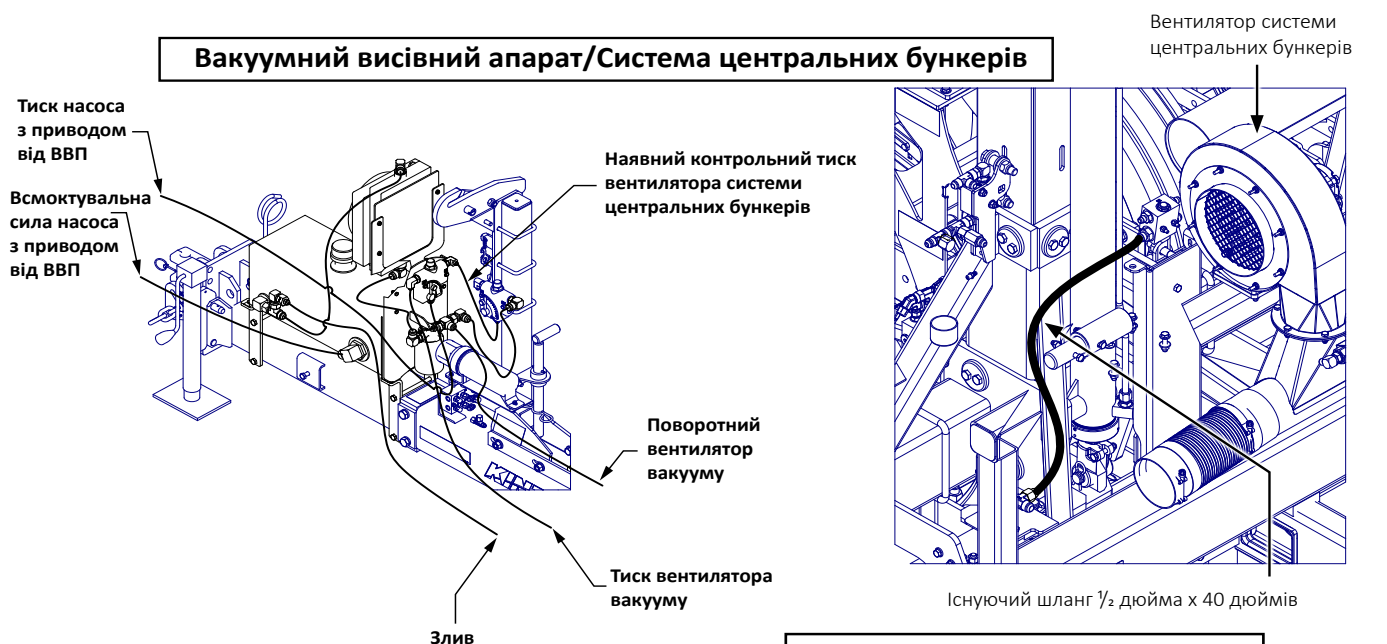 Вентилятор системи
центральних бункерів
Вакуумний висівний апарат/Система центральних бункерів
Тиск насоса
з приводом
від ВВП
Всмоктувальна
сила насоса
з приводом
від ВВП
Наявний контрольний тиск
вентилятора системи
центральних бункерів
Поворотний
вентилятор
вакууму
Тиск вентилятора
вакууму
Злив
Існуючий шланг ½ дюйма x 40 дюймів